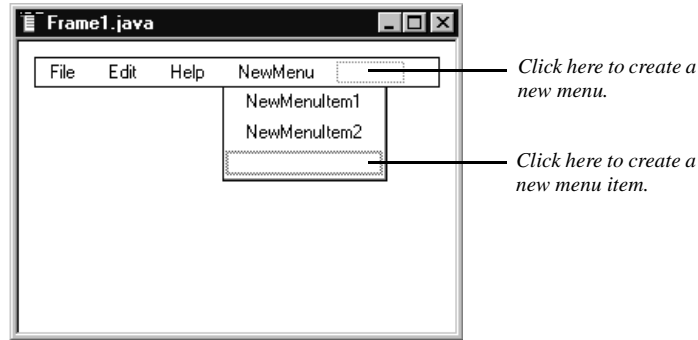 Frame1.java
File Edit Help NewMenu
NewMenuItem1
NewMenuItem2
Click here to create a
new menu.
Click here to create a
new menu item.